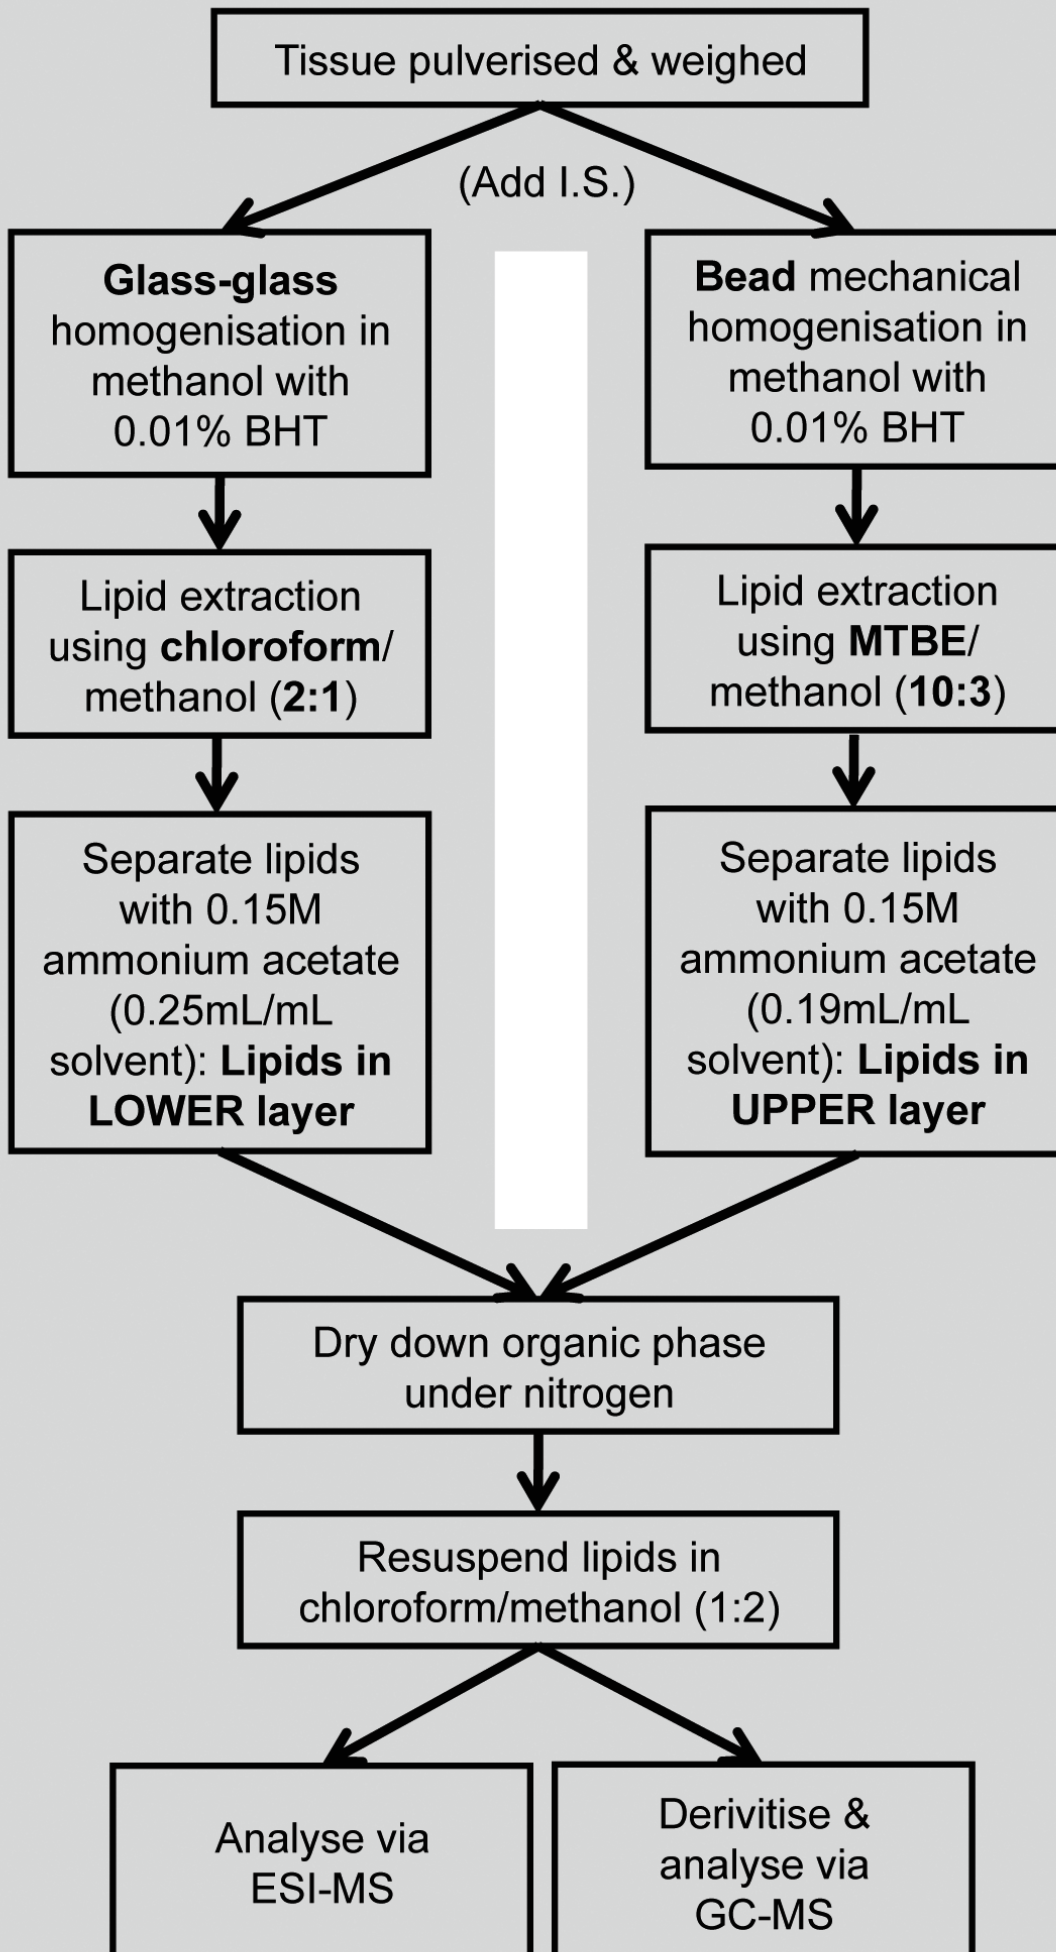 Tissue pulverised & weighed
(Add I.S.)
Glass-glass
homogenisation in
methanol with
0.01% BHT
Lipid extraction
using chloroform/
methanol (2:1)
Separate lipids
with 0.15M
ammonium acetate
(0.25mL/mL
solvent): Lipids in
LOWER layer
Bead mechanical
homogenisation in
methanol with
0.01% BHT
Lipid extraction
using MTBE/
methanol (10:3)
Separate lipids
with 0.15M
ammonium acetate
(0.19mL/mL
solvent): Lipids in
UPPER layer
Dry down organic phase
under nitrogen
Resuspend lipids in
chloroform/methanol (1:2)
Analyse via
ESI-MS
Derivitise &
analyse via
GC-MS